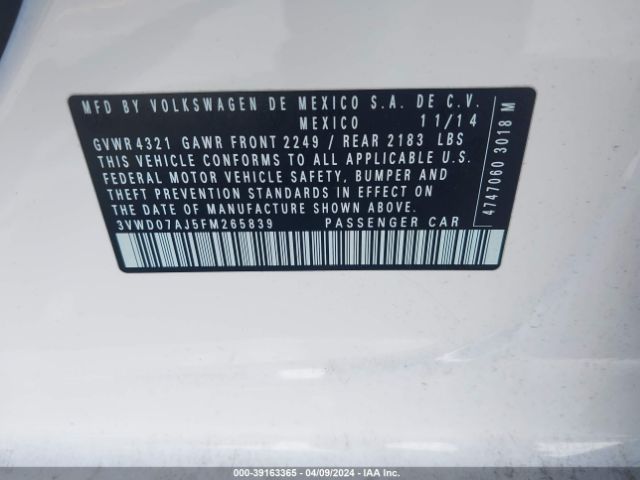 MFD BY VOLKSWAGEN DE MEXICO S.A. DE C.V.
MEXICO 11/14
GVWR 4321 GAWR FRONT 2249 / REAR 2183 LBS
THIS VEHICLE CONFORMS TO ALL APPLICABLE U.S.
FEDERAL MOTOR VEHICLE SAFETY, BUMPER AND
THEFT PREVENTION STANDARDS IN EFFECT ON
THE DATE OF MANUFACTURE SHOWN ABOVE.
3VWD07AJ5FM265839 PASSENGER CAR
4747060 3018 M
000-39163365 - 04/09/2024 - IAA Inc.